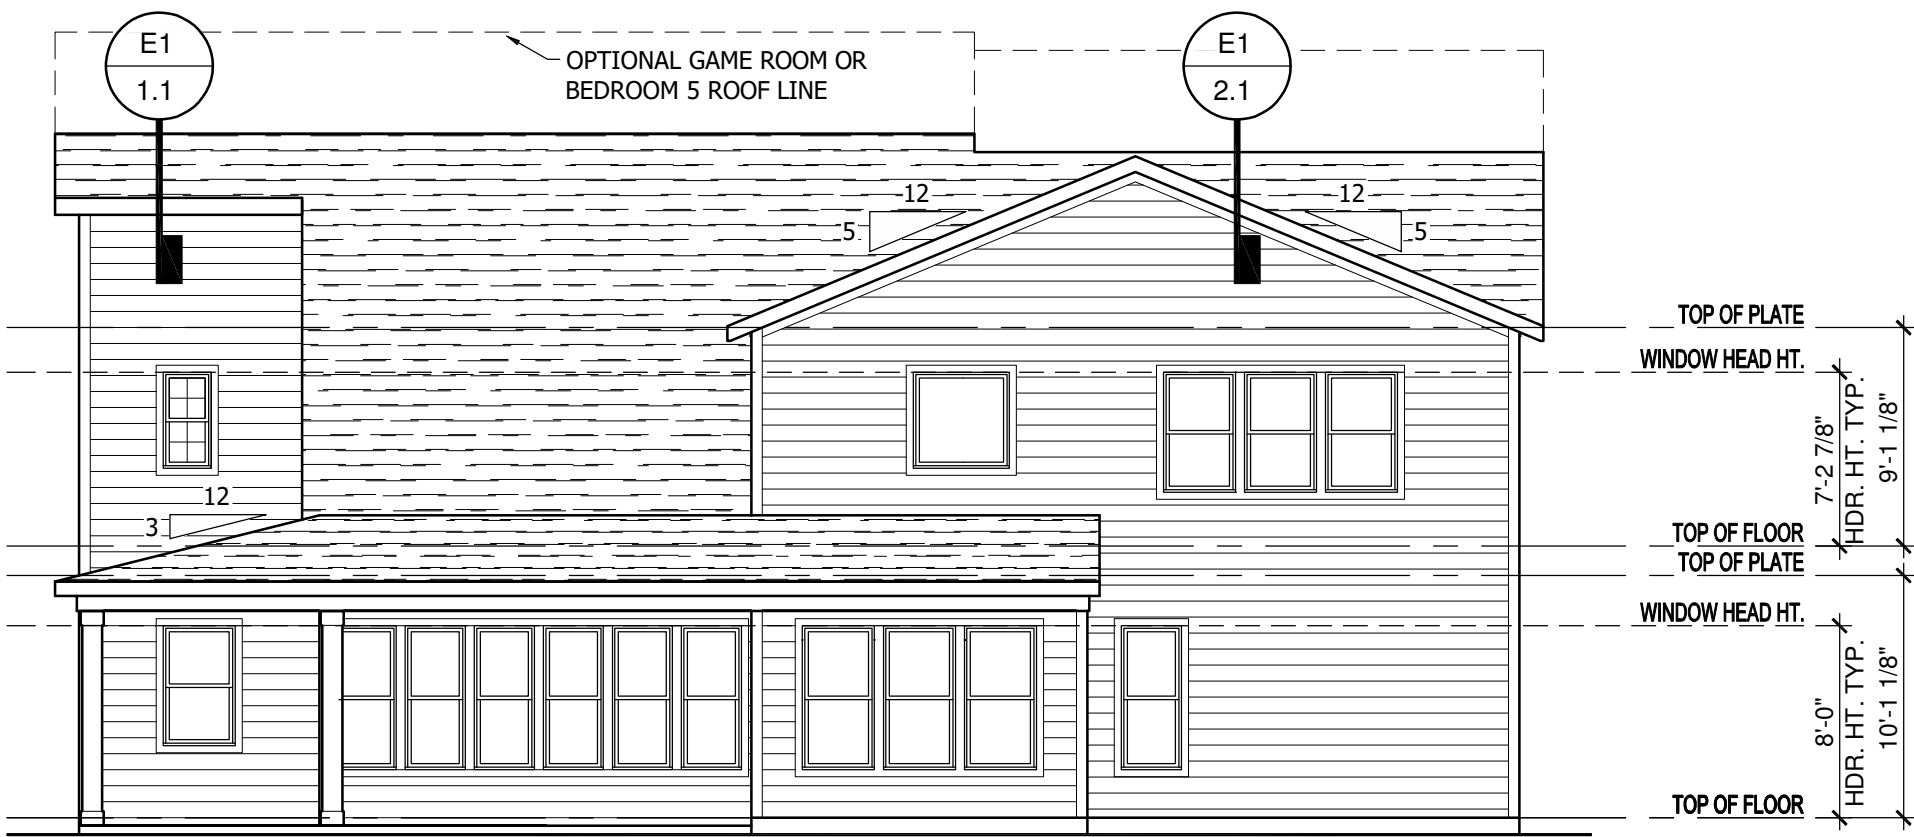 E1
1.1
OPTIONAL GAME ROOM OR
BEDROOM 5 ROOF LINE
E1
2.1
12
5
12
5
TOP OF PLATE
WINDOW HEAD HT.
7'-2 7/8"
HDR. HT. TYP.
9'-1 1/8"
12
3
TOP OF FLOOR
TOP OF PLATE
WINDOW HEAD HT.
8'-0"
HDR. HT. TYP.
10'-1 1/8"
TOP OF FLOOR